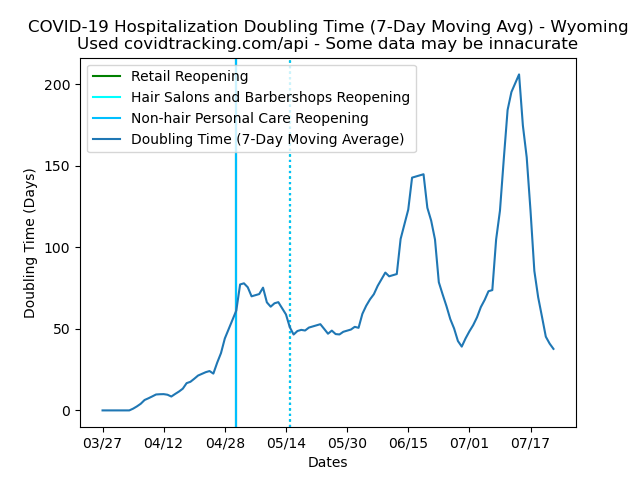 COVID-19 Hospitalization Doubling Time (7-Day Moving Avg) - Wyoming
Used covidtracking.com/api - Some data may be innacurate
Retail Reopening
Hair Salons and Barbershops Reopening
Non-hair Personal Care Reopening
Doubling Time (7-Day Moving Average)
Doubling Time (Days)
200
150
100
50
0
03/27 04/12 04/28 05/14 05/30 06/15 07/01 07/17
Dates